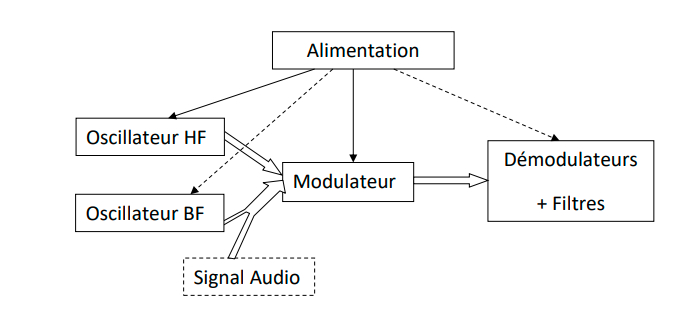 Alimentation
Oscillateur HF
Modulateur
Démodulateurs
+ Filtres
Oscillateur BF
Signal Audio